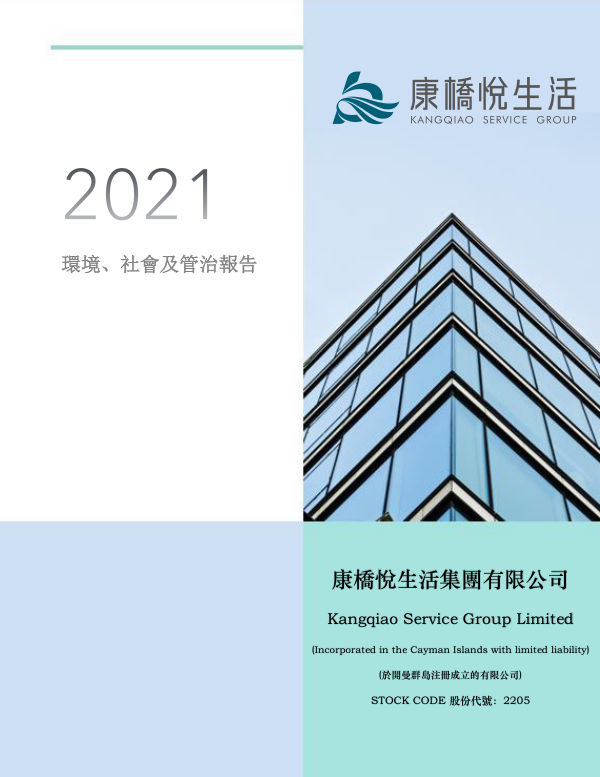 康橋悅生活
KANGQIAO SERVICE GROUP
2021
環境、社會及管治報告
康橋悅生活集團有限公司
Kangqiao Service Group Limited
(Incorporated in the Cayman Islands with limited liability)
(於開曼群島注冊成立的有限公司)
STOCK CODE 股份代號: 2205